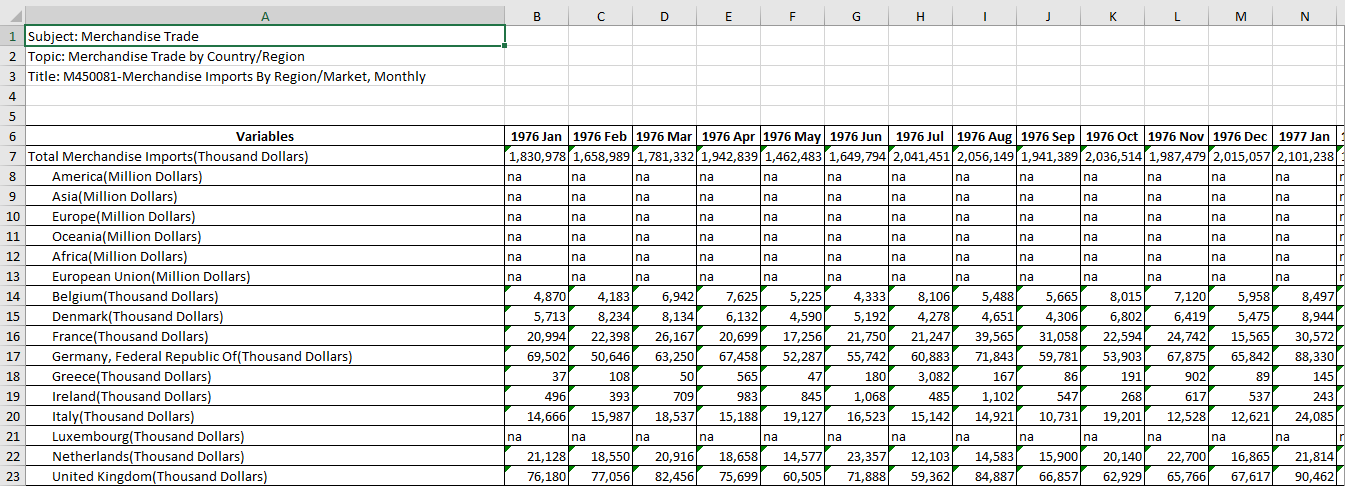 A B C D E F G H I J K L M N
1 Subject: Merchandise Trade
2 Topic: Merchandise Trade by Country/Region
3 Title: M450081-Merchandise Imports By Region/Market, Monthly
4
5
6 Variables 1976 Jan 1976 Feb 1976 Mar 1976 Apr 1976 May 1976 Jun 1976 Jul 1976 Aug 1976 Sep 1976 Oct 1976 Nov 1976 Dec 1977 Jan
7 Total Merchandise Imports(Thousand Dollars) 1,830,978 1,658,989 1,781,332 1,942,839 1,462,483 1,649,794 2,041,451 2,056,149 1,941,389 2,036,514 1,987,479 2,015,057 2,101,238
8 America(Million Dollars) na na na na na na na na na na na na na
9 Asia(Million Dollars) na na na na na na na na na na na na na
10 Europe(Million Dollars) na na na na na na na na na na na na na
11 Oceania(Million Dollars) na na na na na na na na na na na na na
12 Africa(Million Dollars) na na na na na na na na na na na na na
13 European Union(Million Dollars) na na na na na na na na na na na na na
14 Belgium(Thousand Dollars) 4,870 4,183 6,942 7,625 5,225 4,333 8,106 5,488 5,665 8,015 7,120 5,958 8,497
15 Denmark(Thousand Dollars) 5,713 8,234 8,134 6,132 4,590 5,192 4,278 4,651 4,306 6,802 6,419 5,475 8,944
16 France(Thousand Dollars) 20,994 22,398 26,167 20,699 17,256 21,750 21,247 39,565 31,058 22,594 24,742 15,565 30,572
17 Germany, Federal Republic Of(Thousand Dollars) 69,502 50,646 63,250 67,458 52,287 55,742 60,883 71,843 59,781 53,903 67,875 65,842 88,330
18 Greece(Thousand Dollars) 37 108 50 565 47 180 3,082 167 86 191 902 89 145
19 Ireland(Thousand Dollars) 496 393 709 983 845 1,068 485 1,102 547 268 617 537 243
20 Italy(Thousand Dollars) 14,666 15,987 18,537 15,188 19,127 16,523 15,142 14,921 10,731 19,201 12,528 12,621 24,085
21 Luxembourg(Thousand Dollars) na na na na na na na na na na na na na
22 Netherlands(Thousand Dollars) 21,128 18,550 20,916 18,658 14,577 23,357 12,103 14,583 15,900 20,140 22,700 16,865 21,814
23 United Kingdom(Thousand Dollars) 76,180 77,056 82,456 75,699 60,505 71,888 59,362 84,887 66,857 62,929 65,766 67,617 90,462